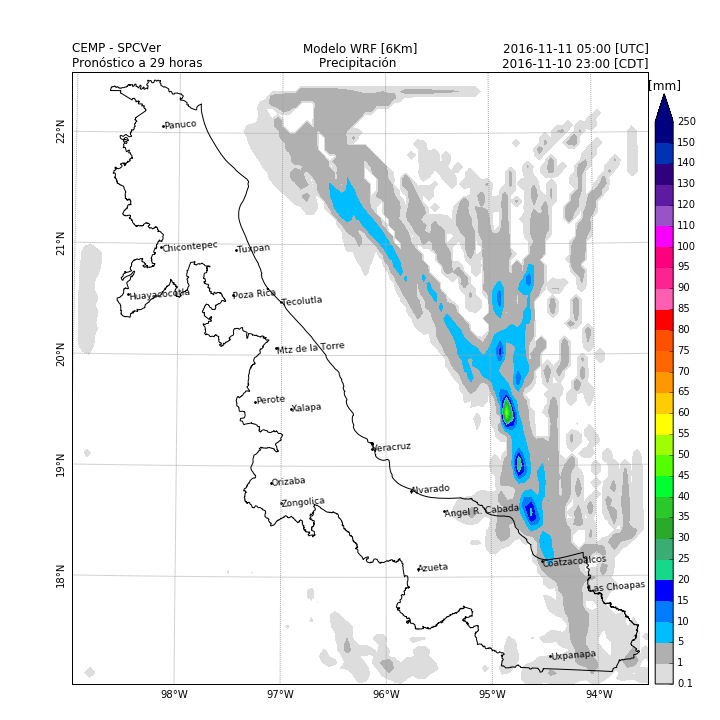 CEMP - SPCVer Modelo WRF [6Km] 2016-11-11 05:00 [UTC]
Pronóstico a 29 horas Precipitación 2016-11-10 23:00 [CDT]
[mm]
250
150
140
130
120
110
100
95
90
85
80
75
70
65
60
55
50
45
40
35
30
25
20
15
10
5
1
0.1
22°N
21°N
20°N
19°N
18°N
Panuco
Chicontepec
Tuxpan
Huayacocotla
Poza Rica
Tecolutla
Mtz de la Torre
Perote
Xalapa
Veracruz
Orizaba
Alvarado
Zongolica
Angel R. Cabada
Azueta
Coatzacoalcos
Las Choapas
Uxpanapa
98°W 97°W 96°W 95°W 94°W